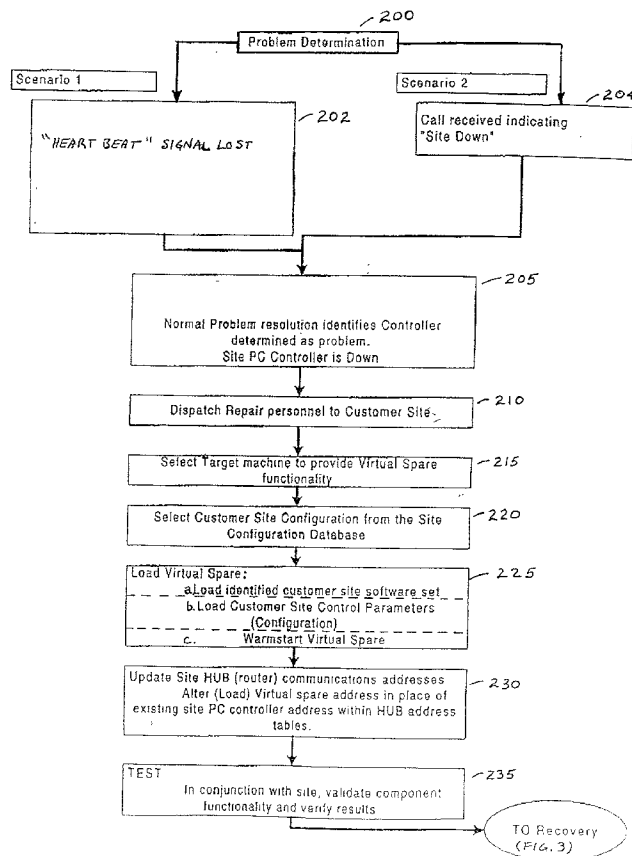 200
Problem Determination
Scenario 1
Scenario 2
202
204
"HEART BEAT" SIGNAL LOST
Call received indicating
"Site Down"
205
Normal Problem resolution identifies Controller
determined as problem.
Site PC Controller is Down
210
Dispatch Repair personnel to Customer Site
215
Select Target machine to provide Virtual Spare
functionality
220
Select Customer Site Configuration from the Site
Configuration Database
225
Load Virtual Spare:
a.Load identified customer site software set
b.Load Customer Site Control Parameters
(Configuration)
c. Warmstart Virtual Spare
230
Update Site HUB (router) communications addresses
Alter (Load) Virtual spare address in place of
existing site PC controller address within HUB address
tables.
235
TEST
In conjunction with site, validate component
functionality and verify results
TO Recovery
(FIG. 3)